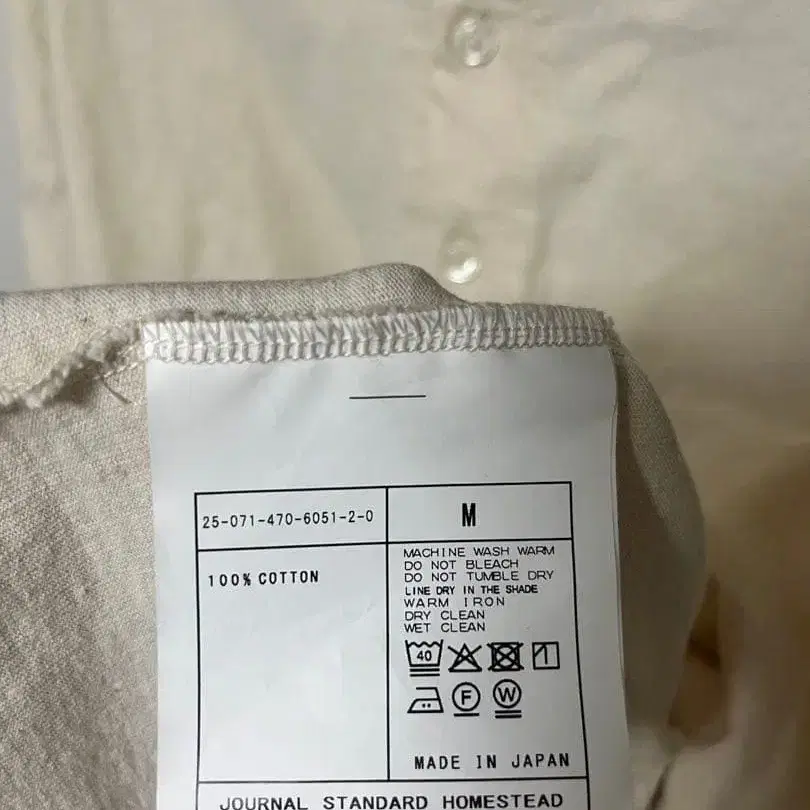 25-071-470-6051-2-0
M
100% COTTON
MACHINE WASH WARM
DO NOT BLEACH
DO NOT TUMBLE DRY
LINE DRY IN THE SHADE
WARM IRON
DRY CLEAN
WET CLEAN
40
F W
MADE IN JAPAN
JOURNAL STANDARD HOMESTEAD